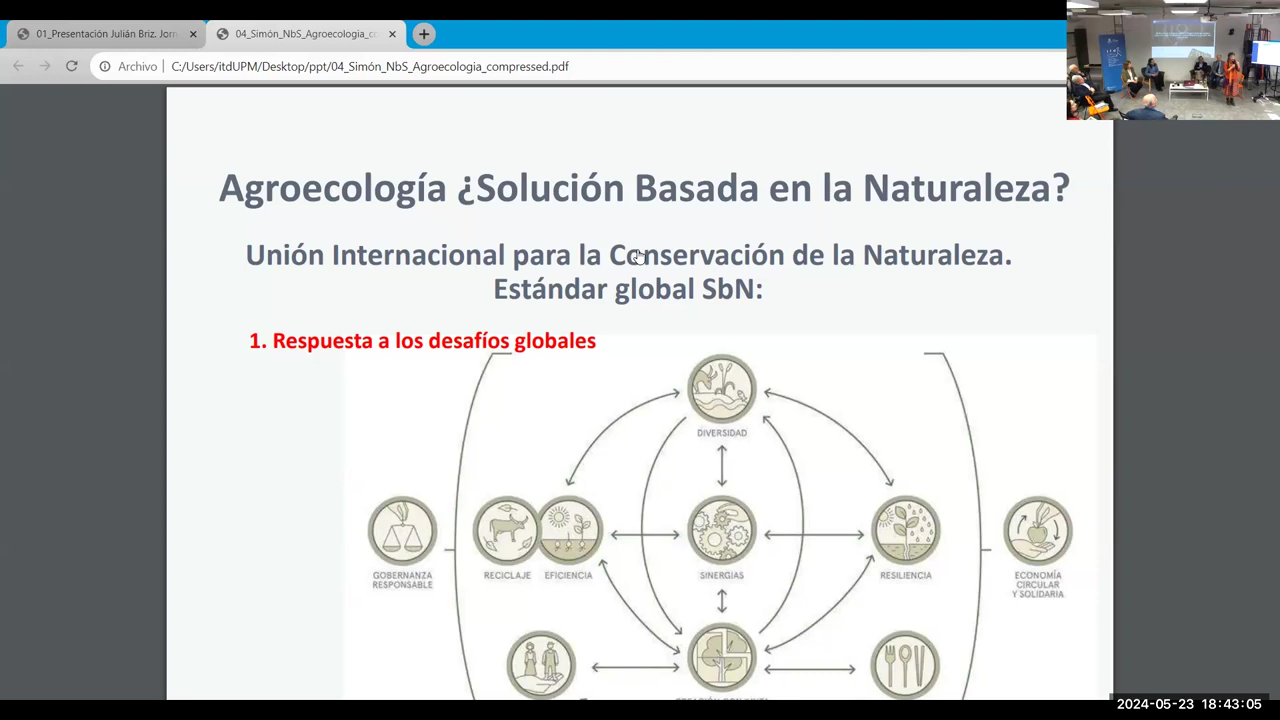 01_Presentación Julián Briz. Jorn
04_Simón_NbS_Agroecologia_c
Archivo
C:/Users/itdUPM/Desktop/ppt/04_Simon_NbS_Agroecologia_compressed.pdf
Agroecología ¿Solución Basada en la Naturaleza?
Unión Internacional para la Conservación de la Naturaleza.
Estándar global SbN:
1. Respuesta a los desafíos globales
DIVERSIDAD
GOBERNANZA
RESPONSABLE
RECICLAJE
EFICIENCIA
SINERGIAS
RESILIENCIA
ECONOMÍA
CIRCULAR
Y SOLIDARIA
2024-05-23 18:43:05